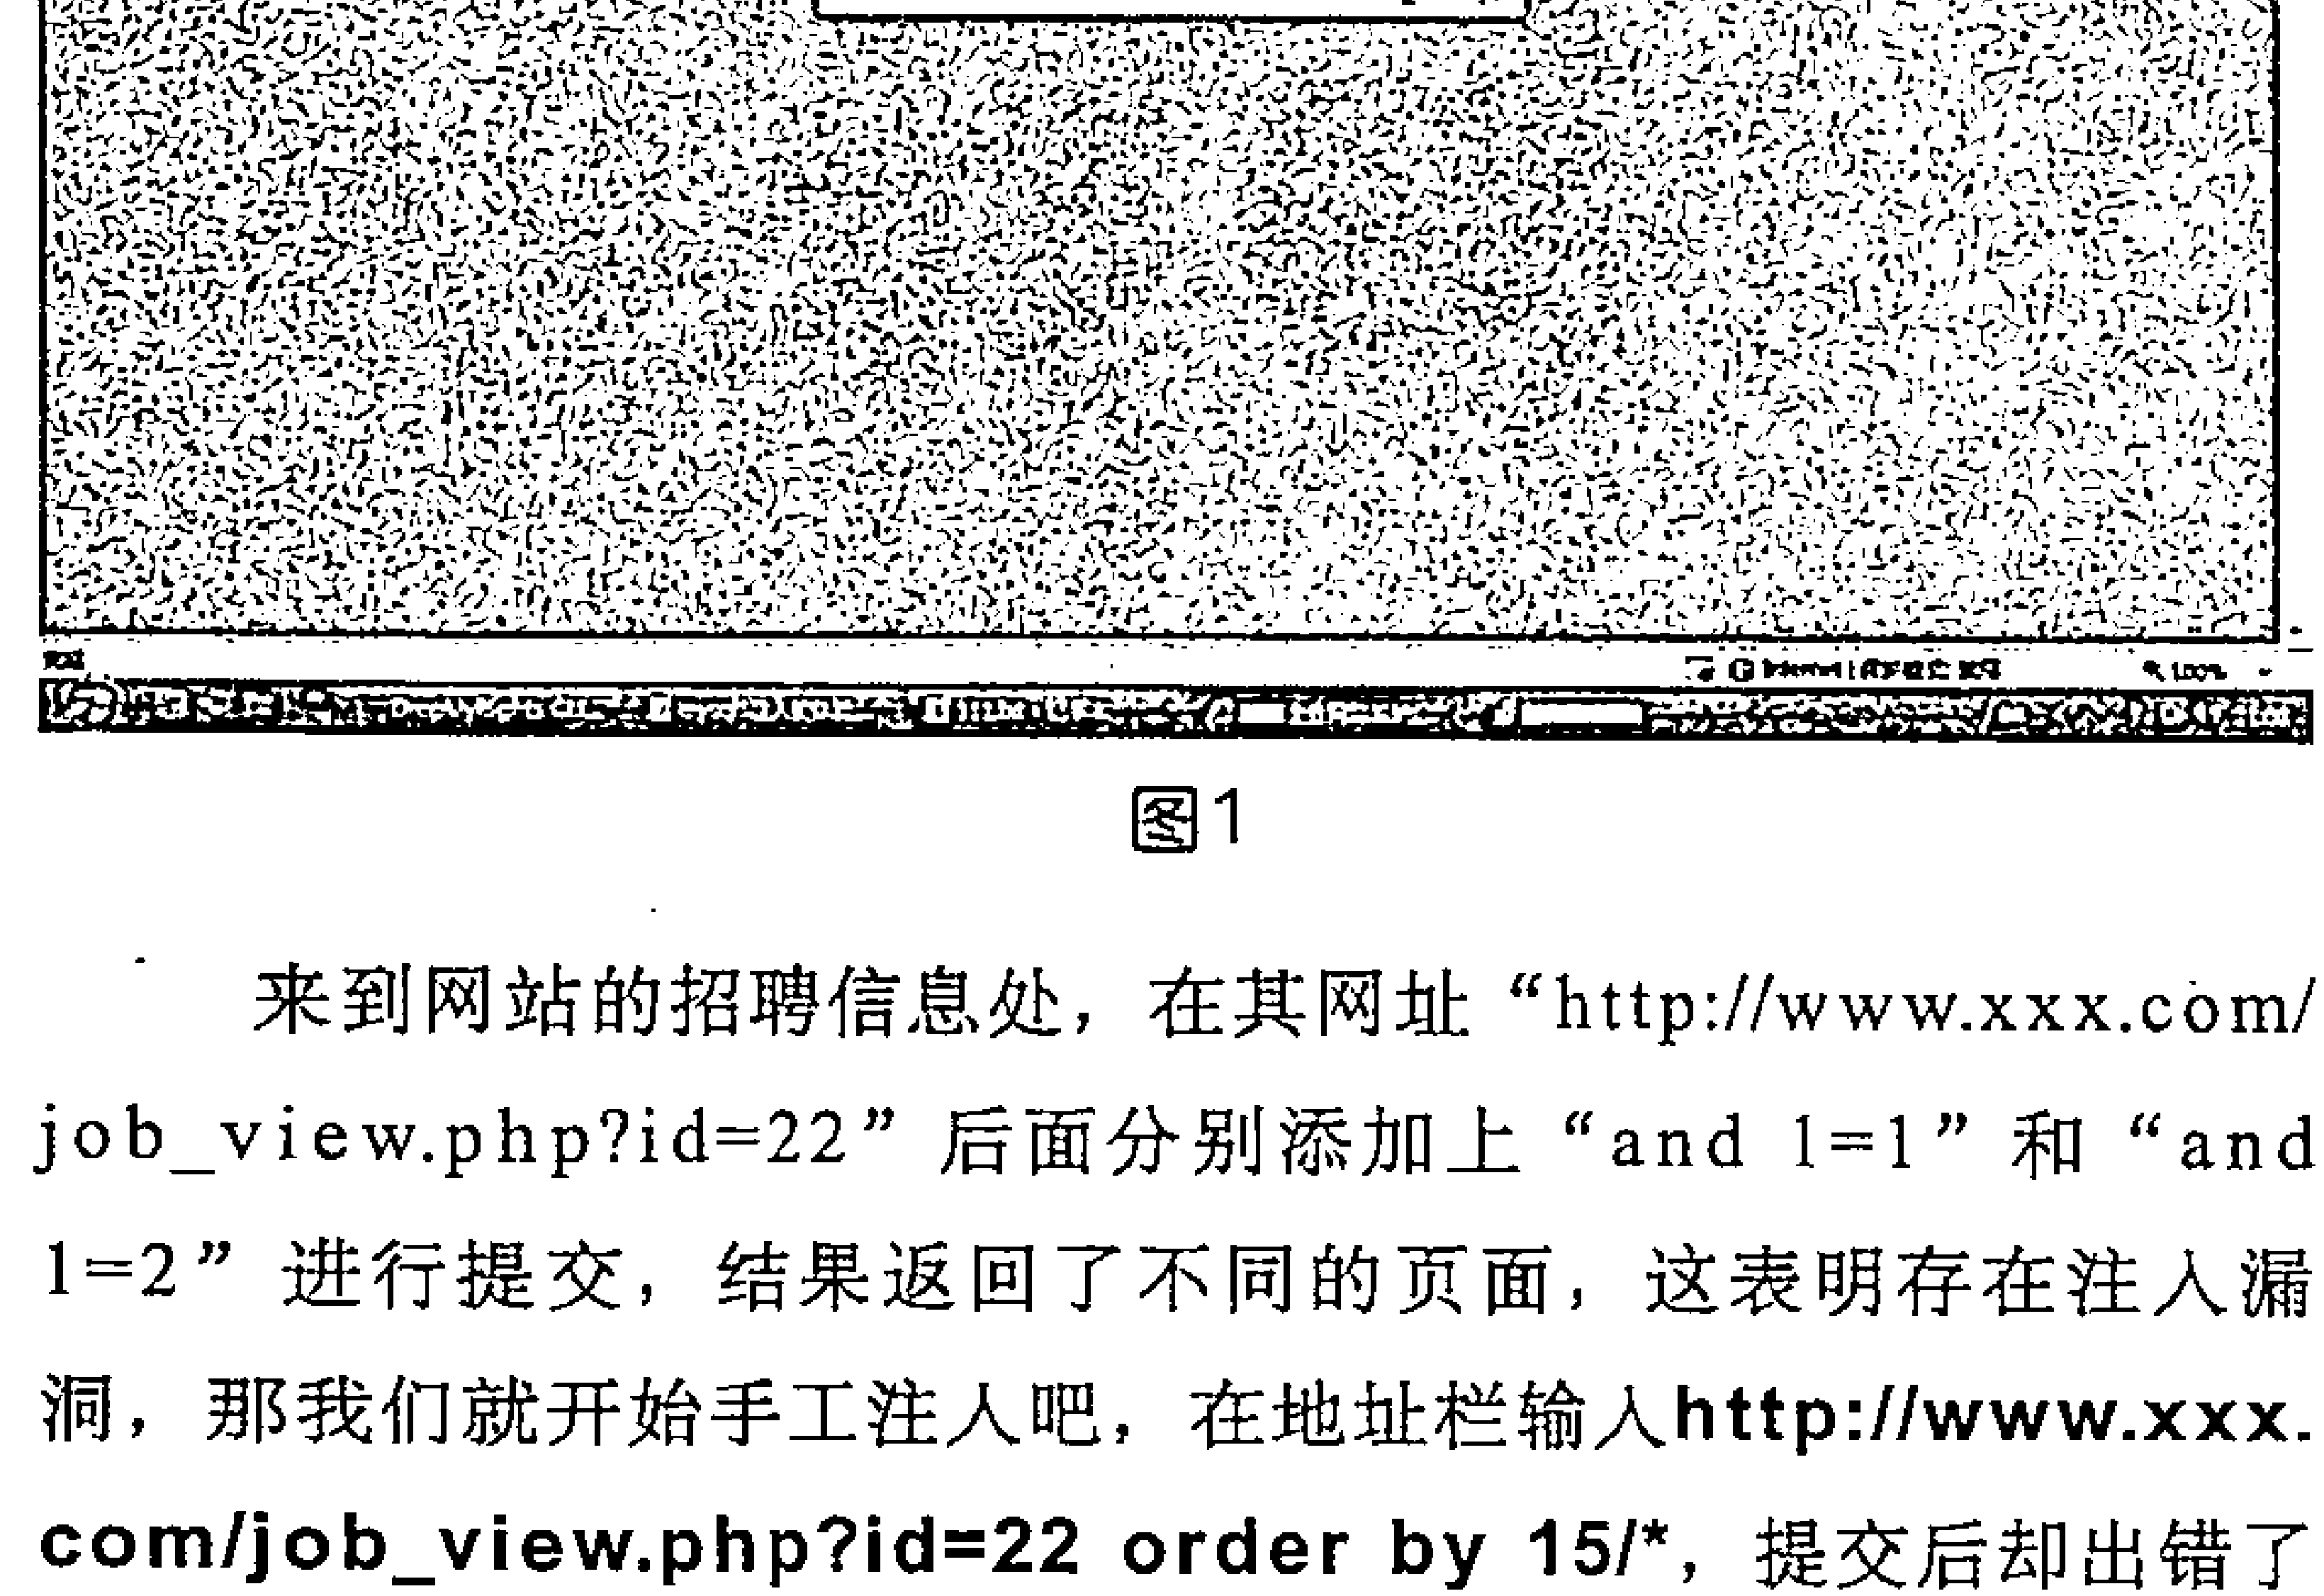 100%
图1
来到网站的招聘信息处，在其网址“http://www.xxx.com/
job_view.php?id=22”后面分别添加上“and 1=1”和“and
1=2”进行提交，结果返回了不同的页面，这表明存在注入漏
洞，那我们就开始手工注入吧，在地址栏输入http://www.xxx.
com/job_view.php?id=22 order by 15/*，提交后却出错了